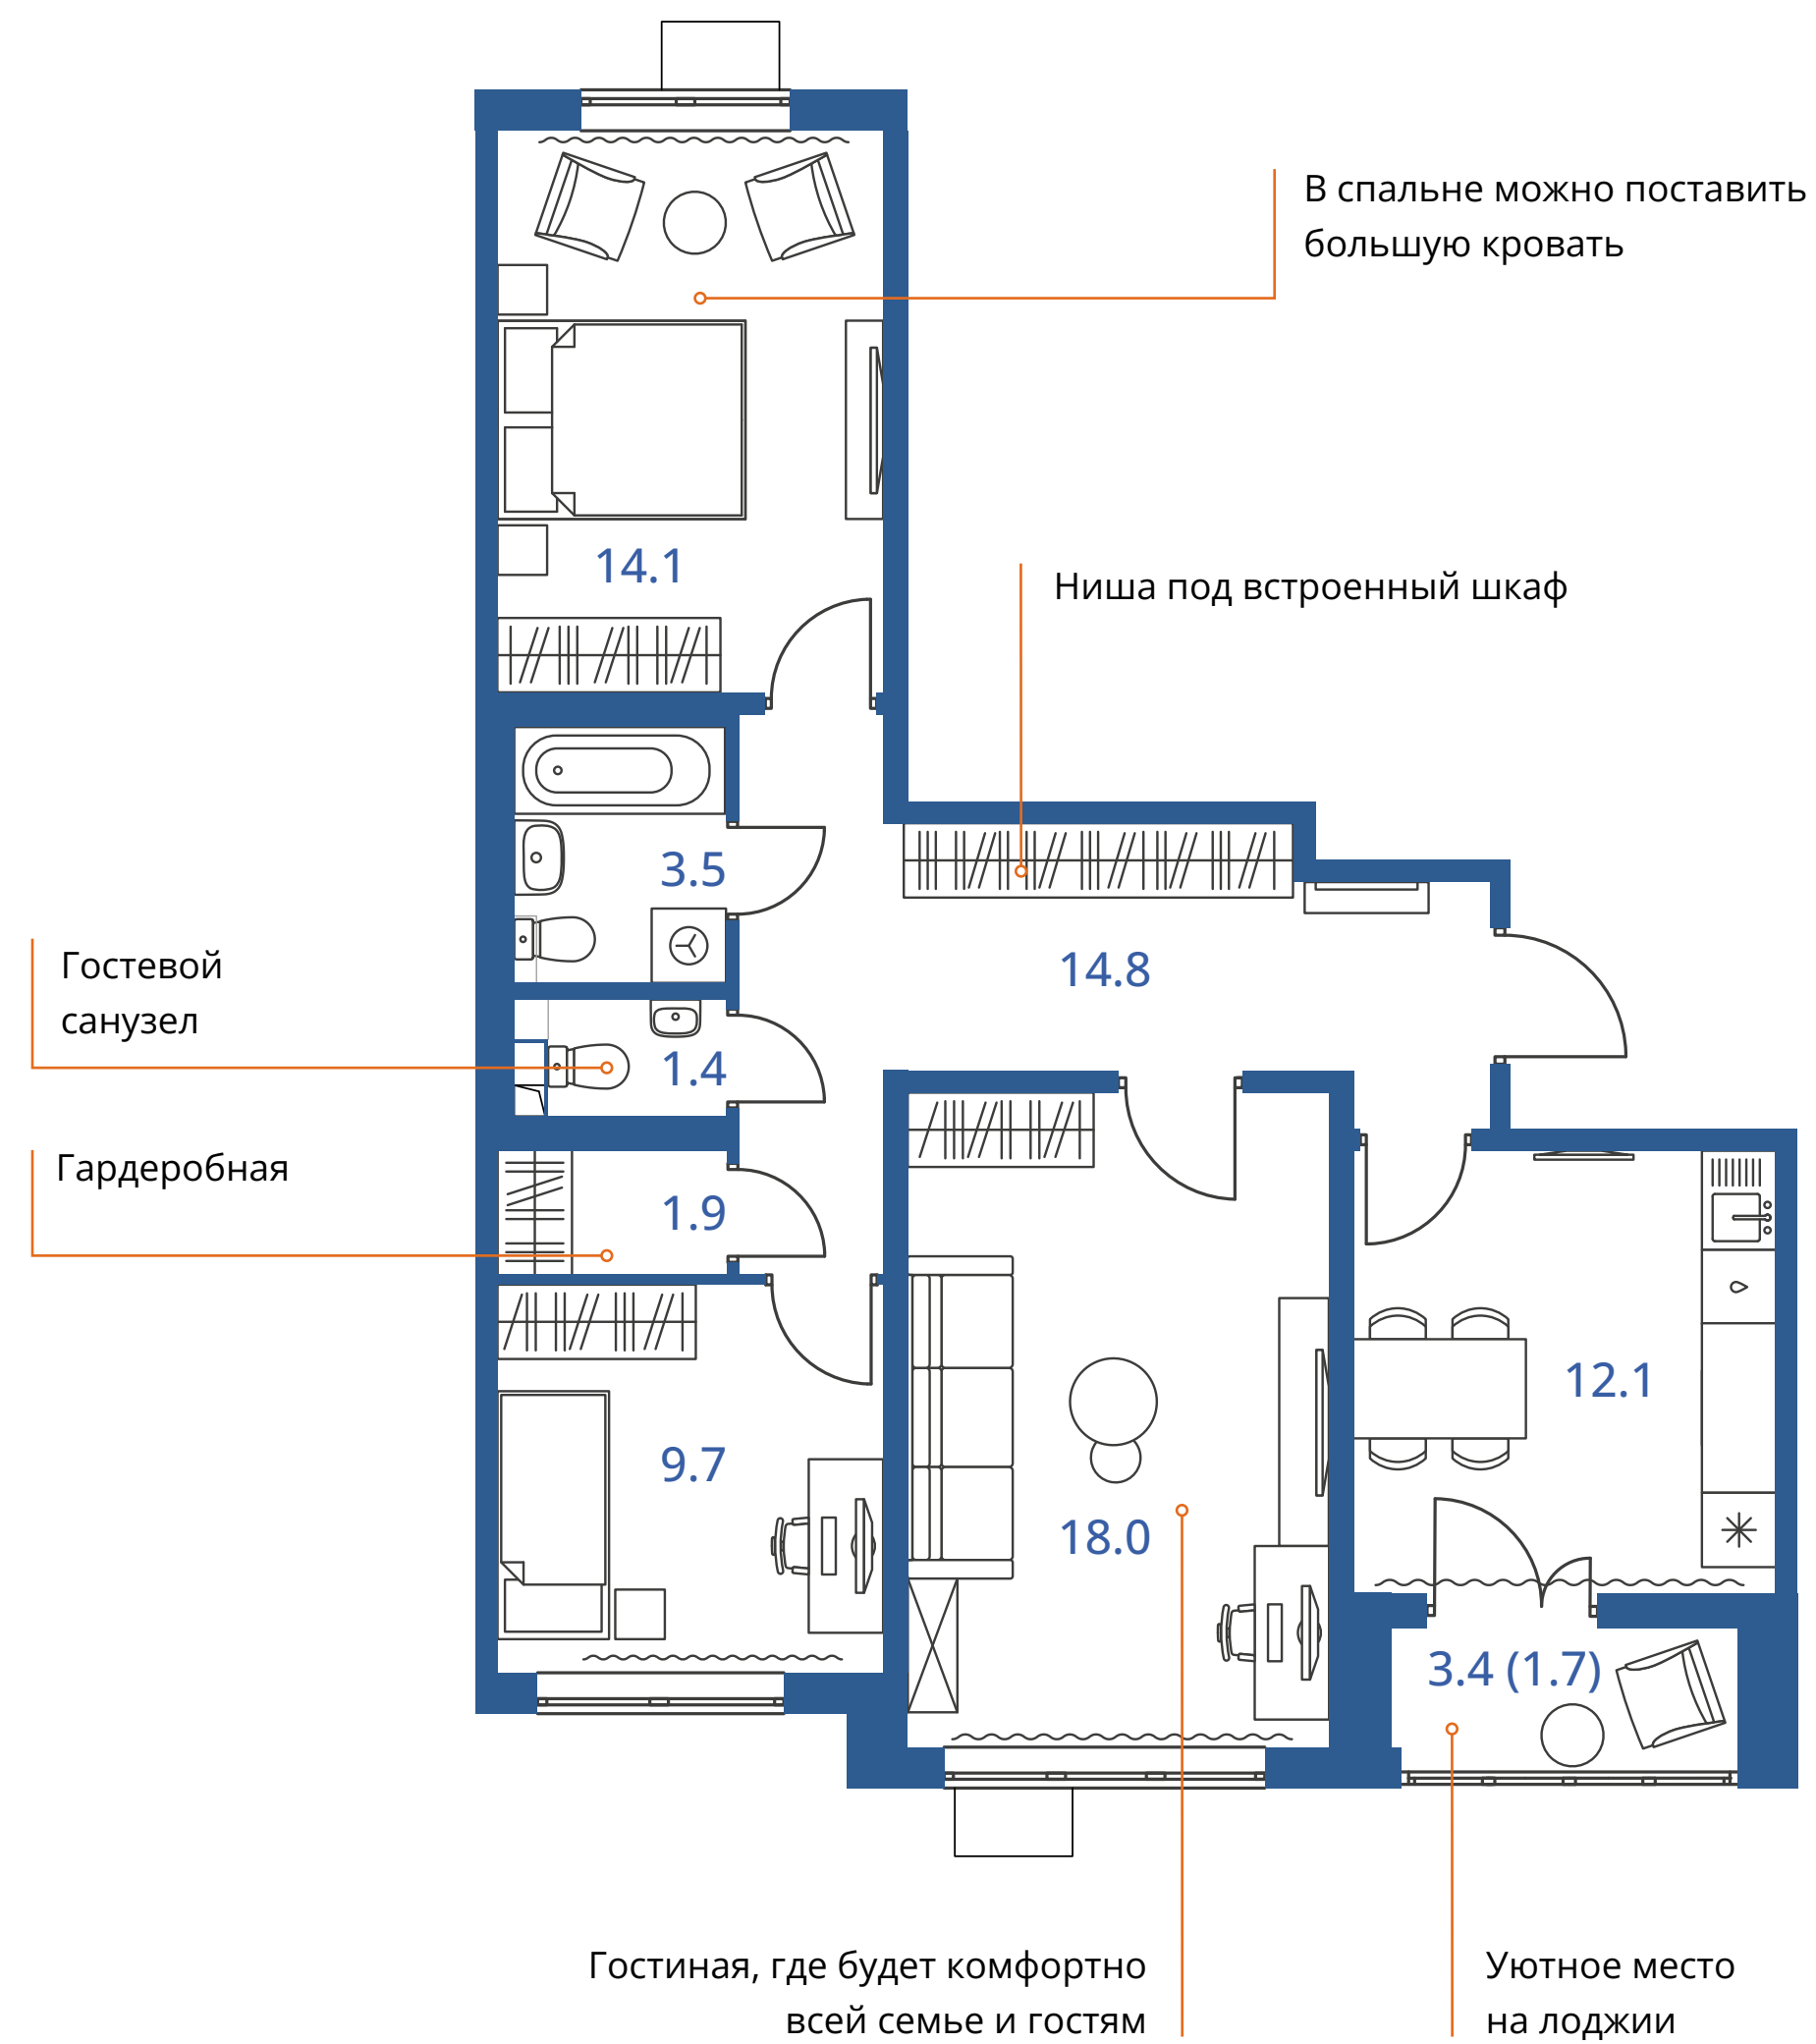 В спальне можно поставить
большую кровать
14.1
Ниша под встроенный шкаф
3.5
Гостевой
санузел
14.8
1.4
Гардеробная
1.9
12.1
9.7
18.0
3.4 (1.7)
Гостиная, где будет комфортно
всей семье и гостям
Уютное место
на лоджии